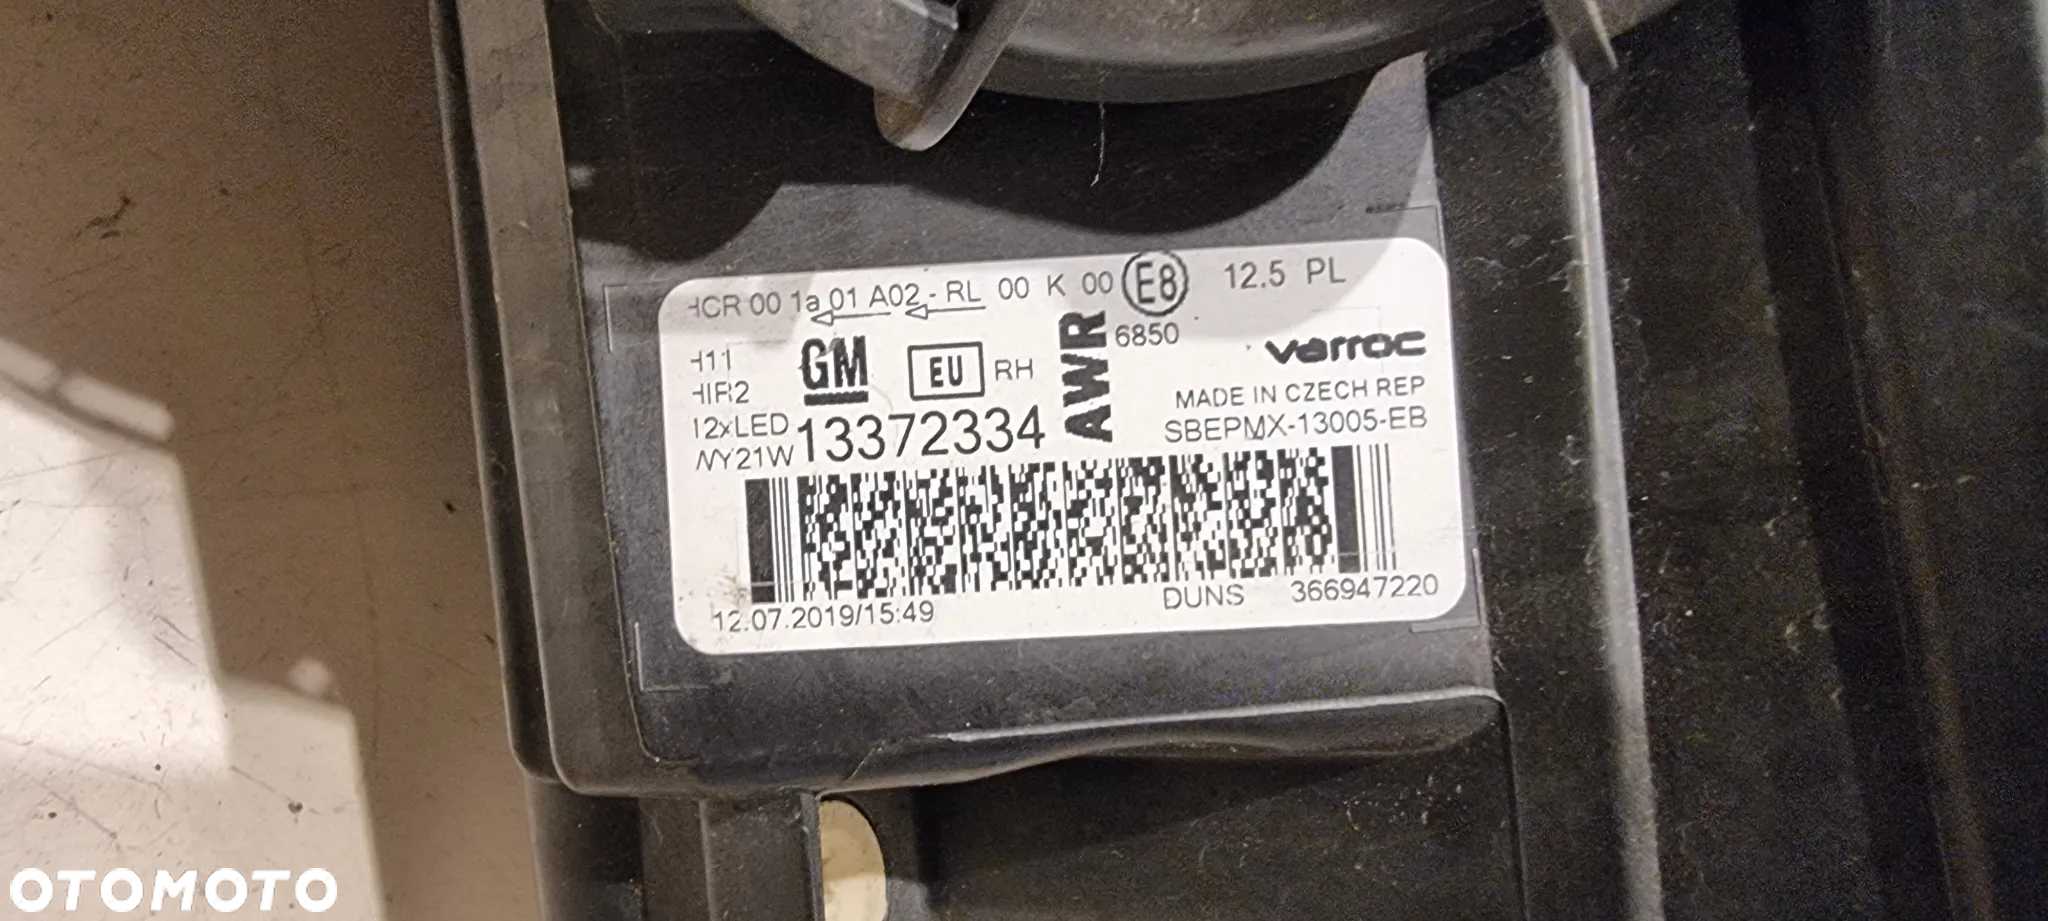 HCR 00 1a 01 A02 - RL 00 K 00 E8 12.5 PL
6850
H11
HIR2
12xLED
WY21W
GM
EU RH
13372334
AWR
varroc
MADE IN CZECH REP
SBEPMX-13005-EB
12.07.2019/15:49
DUNS 366947220
OTOMOTO